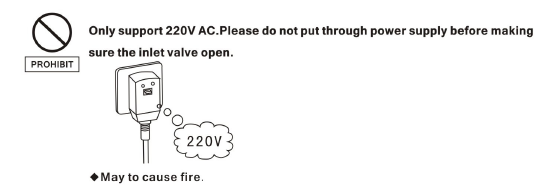 Only support 220V AC.Please do not put through power supply before making
sure the inlet valve open.
PROHIBIT
220V
◆May to cause fire.